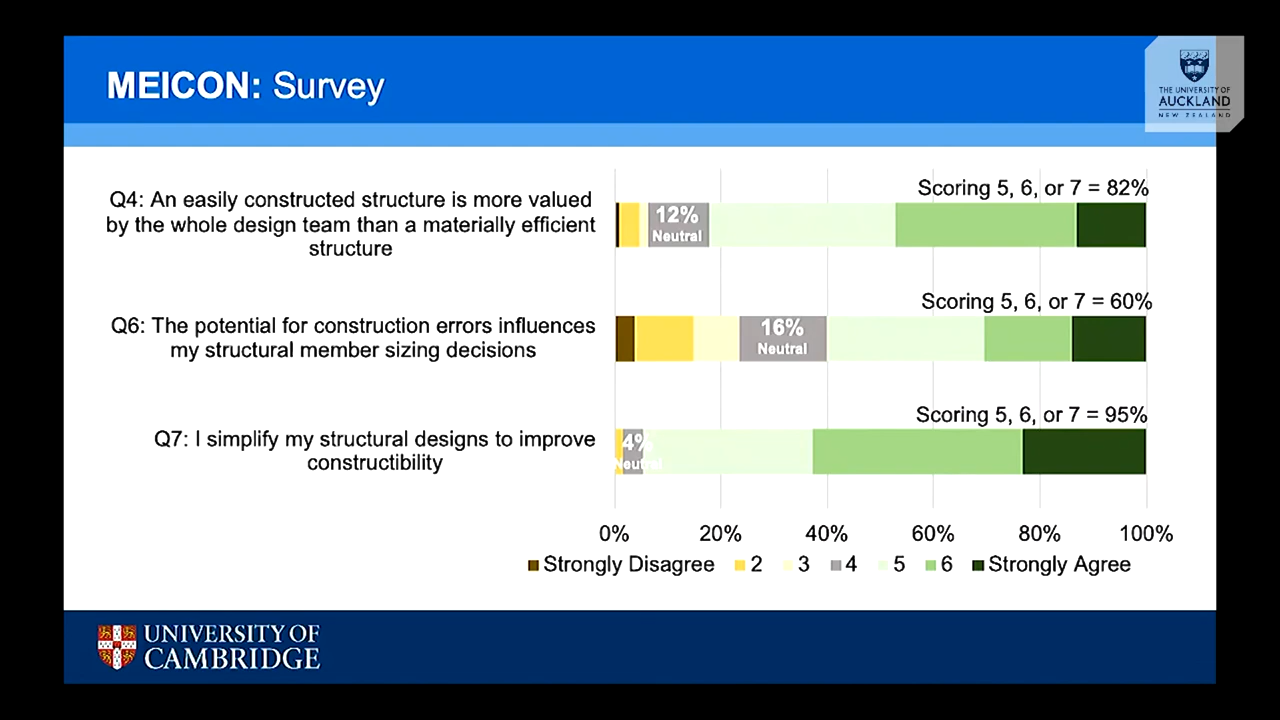 MEICON: Survey
THE UNIVERSITY OF
AUCKLAND
NEW ZEALAND
Q4: An easily constructed structure is more valued
by the whole design team than a materially efficient
structure
Scoring 5, 6, or 7 = 82%
12%
Neutral
Q6: The potential for construction errors influences
my structural member sizing decisions
Scoring 5, 6, or 7 = 60%
16%
Neutral
Q7: I simplify my structural designs to improve
constructibility
Scoring 5, 6, or 7 = 95%
4%
Neutral
0% 20% 40% 60% 80% 100%
Strongly Disagree 2 3 4 5 6 Strongly Agree
UNIVERSITY OF
CAMBRIDGE